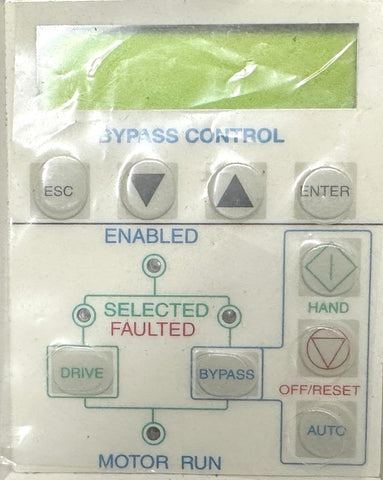 BYPASS CONTROL
ESC
ENTER
ENABLED
SELECTED
FAULTED
HAND
DRIVE
BYPASS
OFF/RESET
AUTO
MOTOR RUN